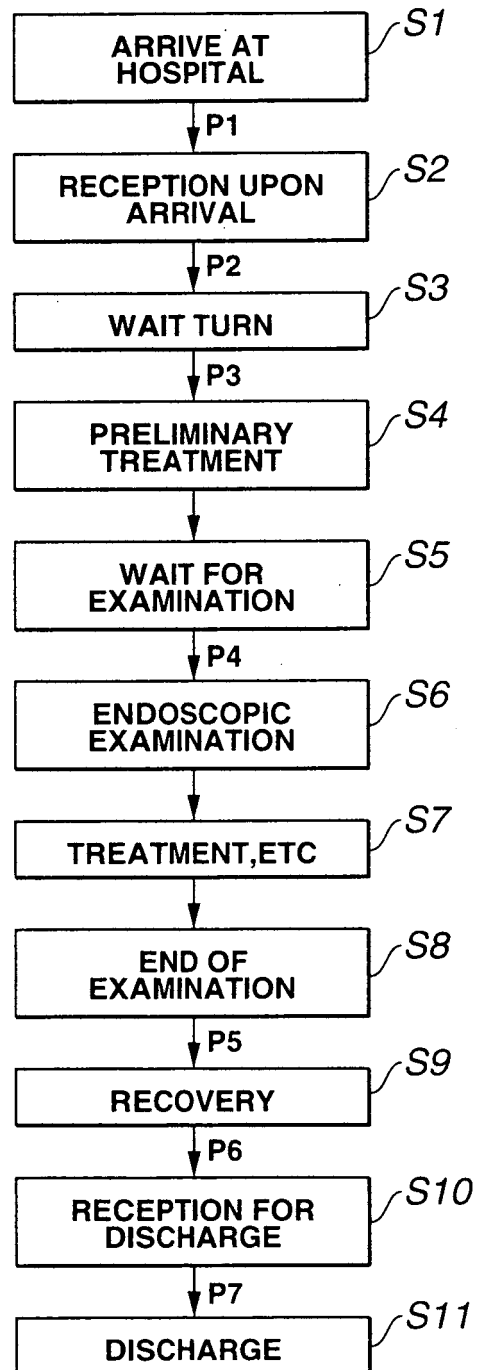 S1
ARRIVE AT
HOSPITAL
P1
S2
RECEPTION UPON
ARRIVAL
P2
S3
WAIT TURN
P3
S4
PRELIMINARY
TREATMENT
S5
WAIT FOR
EXAMINATION
P4
S6
ENDOSCOPIC
EXAMINATION
S7
TREATMENT,ETC
S8
END OF
EXAMINATION
P5
S9
RECOVERY
P6
S10
RECEPTION FOR
DISCHARGE
P7
S11
DISCHARGE